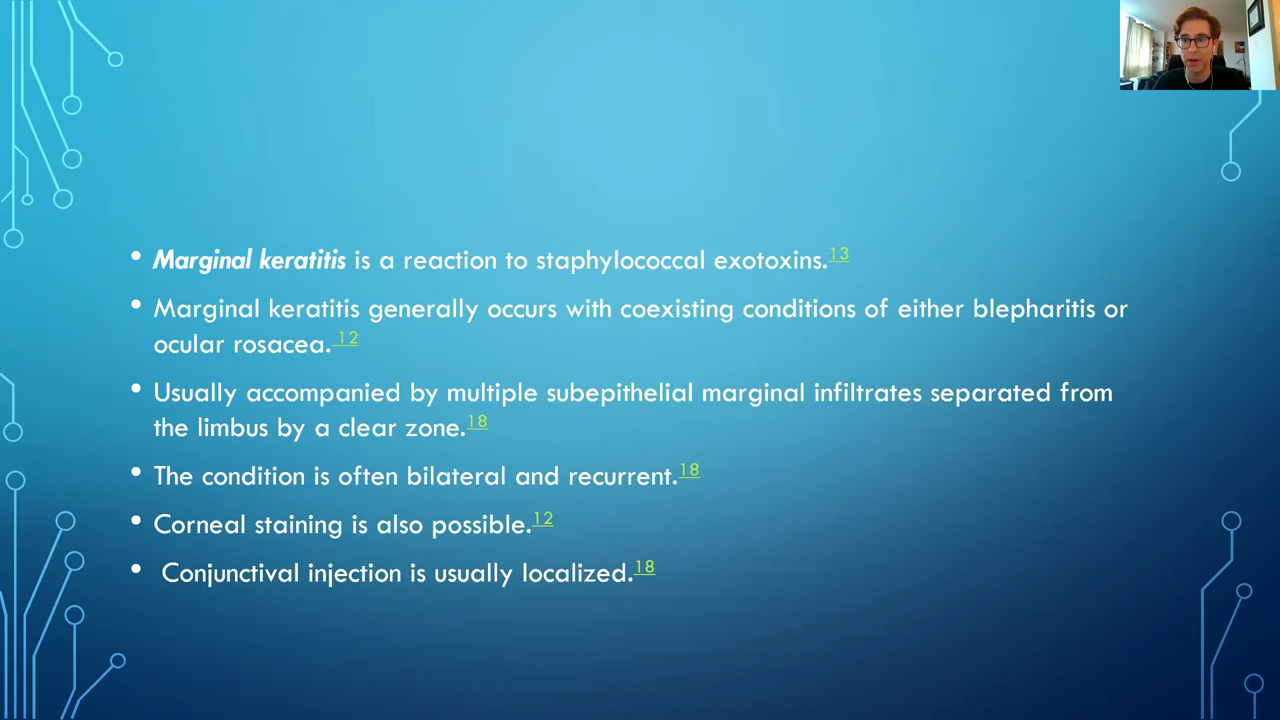 • Marginal keratitis is a reaction to staphylococcal exotoxins.13
• Marginal keratitis generally occurs with coexisting conditions of either blepharitis or
ocular rosacea. 12
• Usually accompanied by multiple subepithelial marginal infiltrates separated from
the limbus by a clear zone.18
• The condition is often bilateral and recurrent.18
• Corneal staining is also possible.12
• Conjunctival injection is usually localized.18